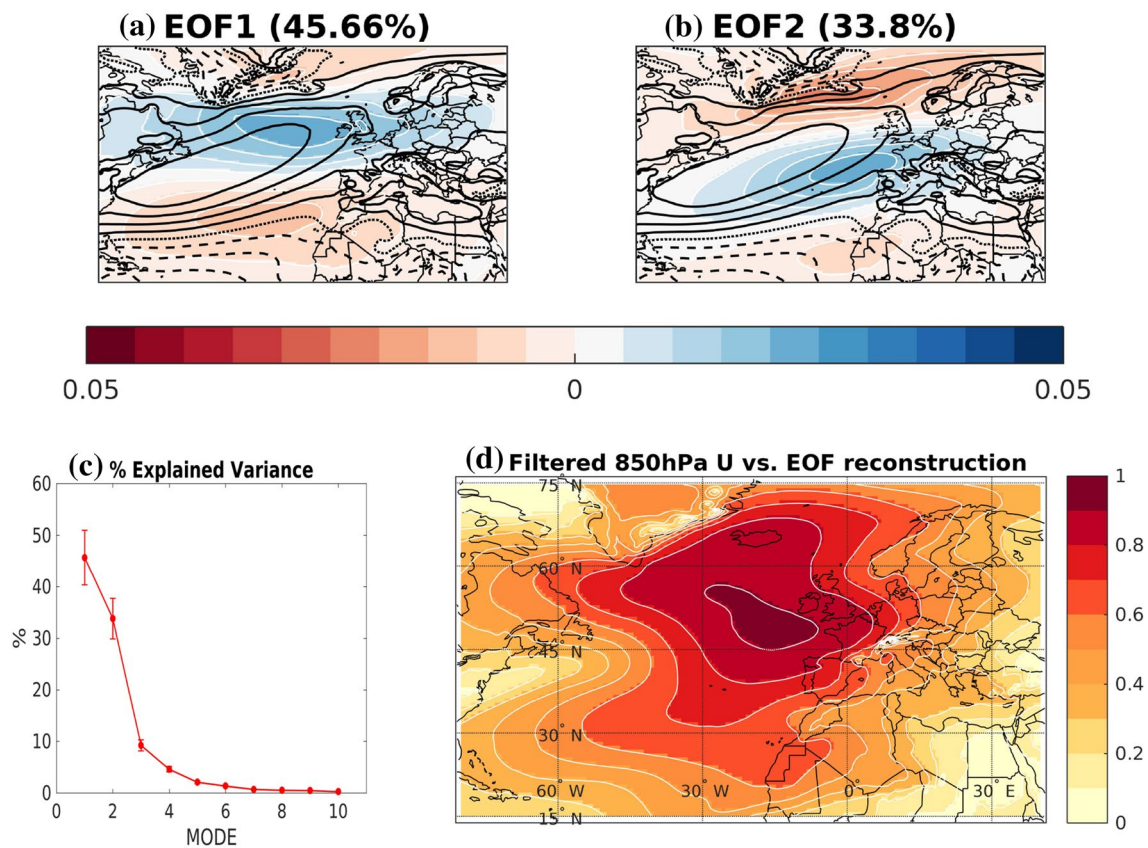 (a) EOF1 (45.66%)
(b) EOF2 (33.8%)
0.05 0 0.05
(c) % Explained Variance
60
50
40
30
20
10
0
%
0 2 4 6 8 10
MODE
(d) Filtered 850hPa U vs. EOF reconstruction
75° N
60° N
45° N
30° N
15° N
60° W
30° W
0°
30° E
1
0.8
0.6
0.4
0.2
0